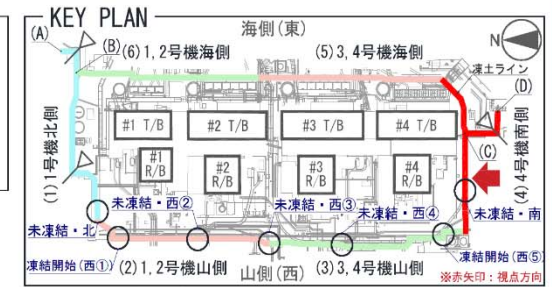 KEY PLAN
海側(東)
N
(A)
(B)
(6)1,2号機海側
(5)3,4号機海側
凍土ライン
(D)
#1 T/B
#2 T/B
#3 T/B
#4 T/B
(C)
(1)1号機北側
#1
R/B
#2
R/B
#3
R/B
#4
R/B
(4)4号機南側
未凍結・西②
未凍結・西③
未凍結・西④
未凍結・南
未凍結・北
凍結開始(西①)
(2)1,2号機山側
山側(西)
(3)3,4号機山側
凍結開始(西⑤)
※赤矢印:視点方向